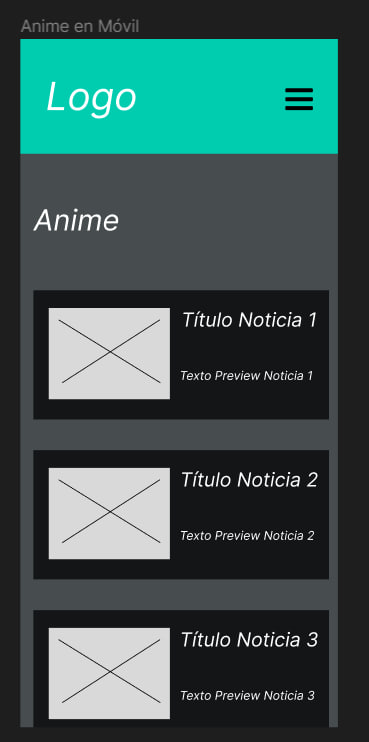 Anime en Móvil
Logo
Anime
Título Noticia 1
Texto Preview Noticia 1
Título Noticia 2
Texto Preview Noticia 2
Título Noticia 3
Texto Preview Noticia 3